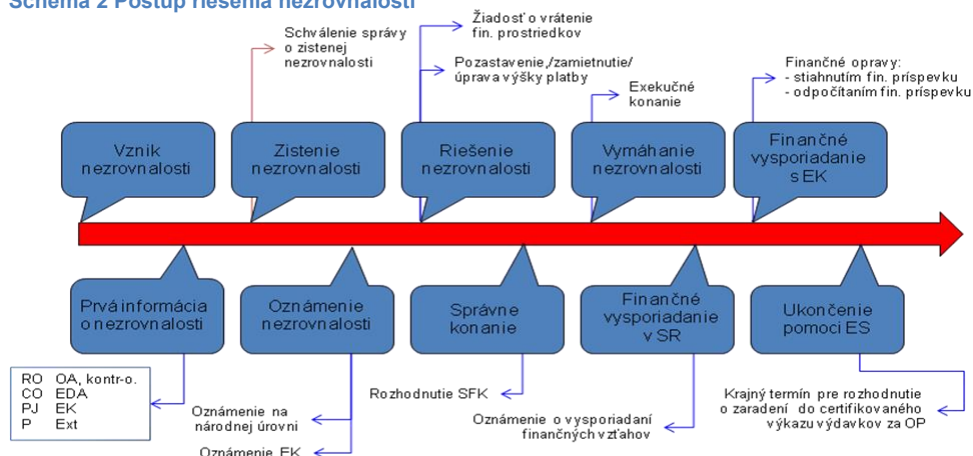 Schéma 2 Postup riešenia nezrovnalostí
Schválenie správy
o zistenej
nezrovnalosti
Žiadosť o vrátenie
fin. prostriedkov
Pozastavenie,/zamietnutie/
úprava výšky platby
Exekučné
konanie
Finančné opravy:
- stiahnutím fin. príspevku
- odpočítaním fin. príspevku
Vznik
nezrovnalosti
Zistenie
nezrovnalosti
Riešenie
nezrovnalosti
Vymáhanie
nezrovnalosti
Finančné
vysporiadanie
s EK
Prvá informácia
o nezrovnalosti
Oznámenie
nezrovnalosti
Správne
konanie
Finančné
vysporiadanie
v SR
Ukončenie
pomoci ES
RO OA, kontr-o.
CO EDA
PJ EK
P Ext
Oznámenie na
národnej úrovni
Oznámenie EK
Rozhodnutie SFK
Oznámenie o vysporiadaní
finančných vzťahov
Krajný termín pre rozhodnutie
o zaradení do certifikovaného
výkazu výdavkov za OP